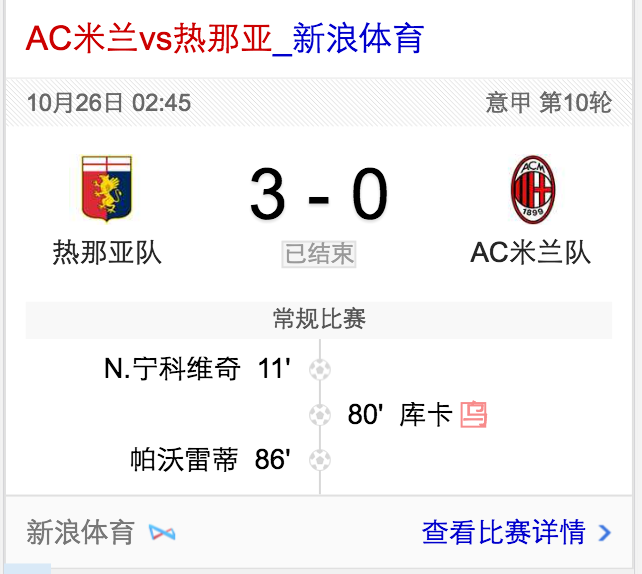 AC米兰vs热那亚_新浪体育
10月26日 02:45 意甲 第10轮
3 - 0
ACM
1899
热那亚队 已结束 AC米兰队
常规比赛
N.宁科维奇 11'
80' 库卡 乌
帕沃雷蒂 86'
新浪体育 查看比赛详情 >